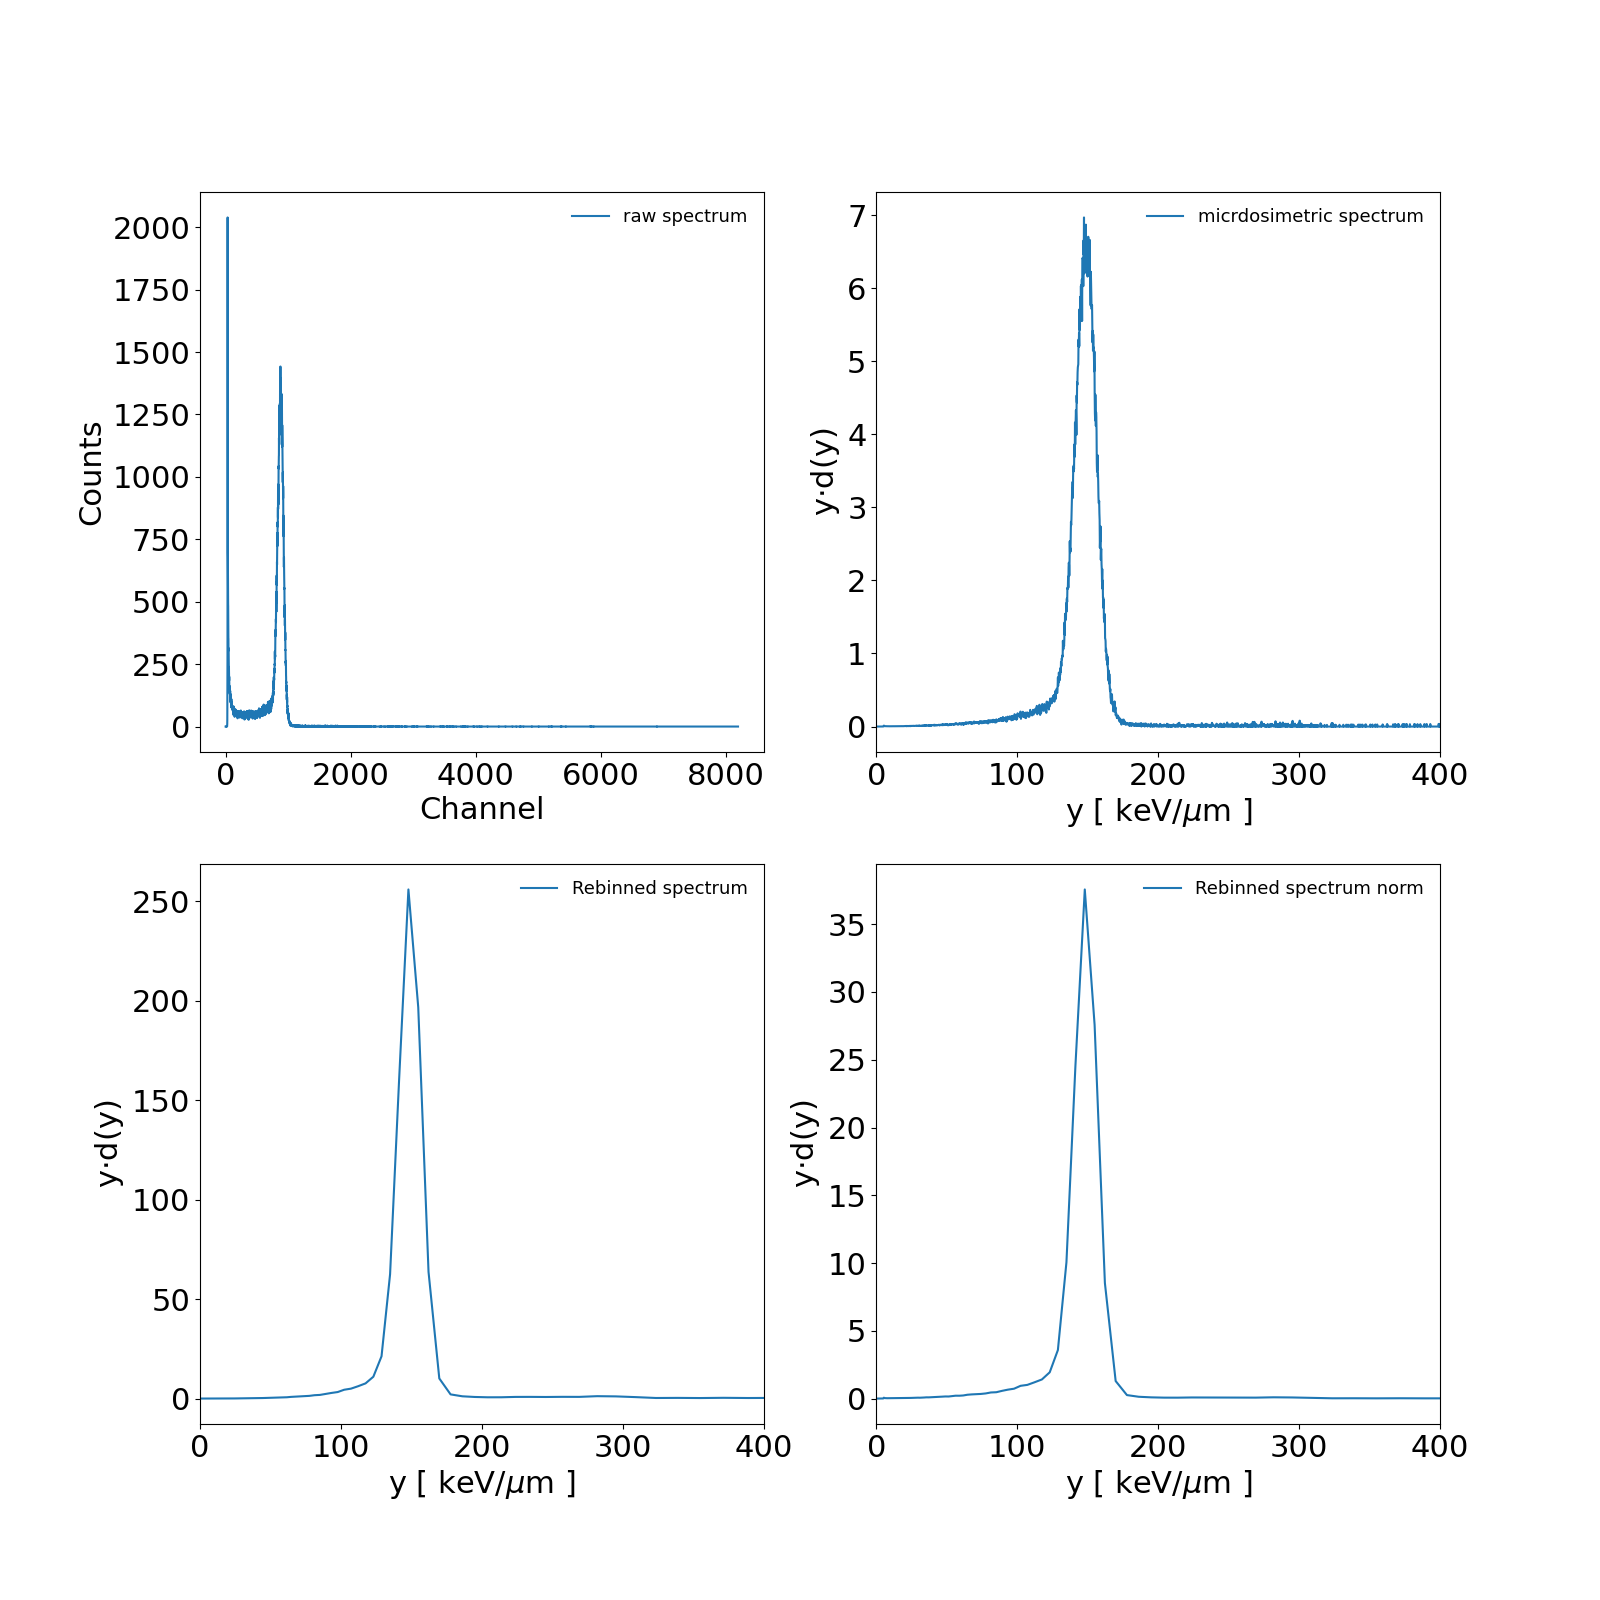 raw spectrum
2000
1750
1500
1250
1000
750
500
250
0
Counts
0 2000 4000 6000 8000
Channel
micrdosimetric spectrum
7
6
5
4
3
2
1
0
y·d(y)
0 100 200 300 400
y [ keV/μm ]
Rebinned spectrum
250
200
150
100
50
0
y·d(y)
0 100 200 300 400
y [ keV/μm ]
Rebinned spectrum norm
35
30
25
20
15
10
5
0
y·d(y)
0 100 200 300 400
y [ keV/μm ]